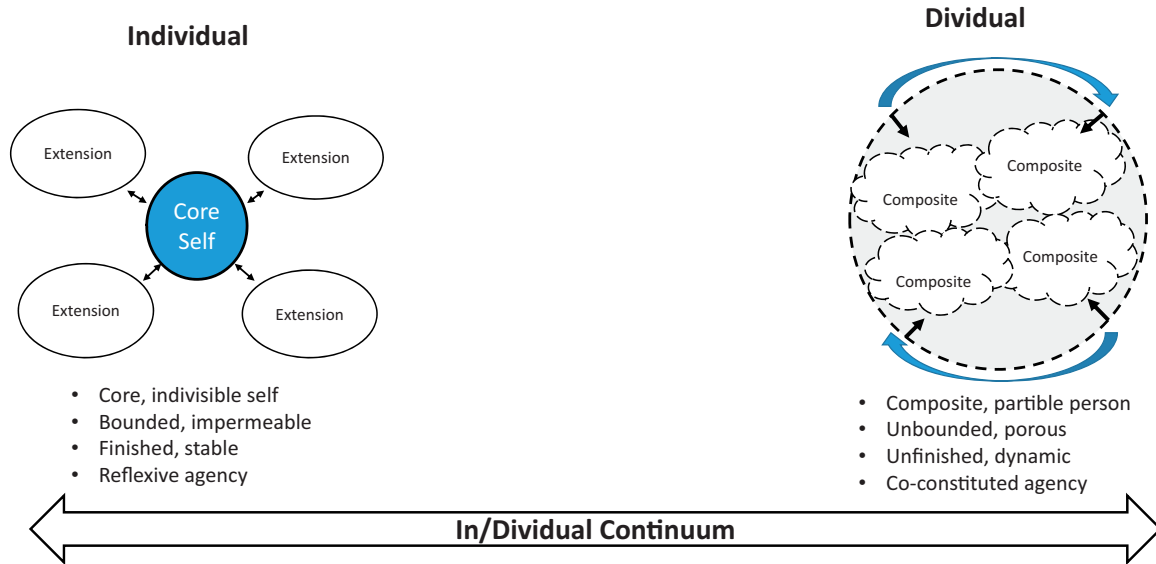 Individual
Extension
Extension
Core
Self
Extension
Extension
• Core, indivisible self
• Bounded, impermeable
• Finished, stable
• Reflexive agency
Dividual
Composite
Composite
Composite
Composite
• Composite, partible person
• Unbounded, porous
• Unfinished, dynamic
• Co-constituted agency
In/Dividual Continuum